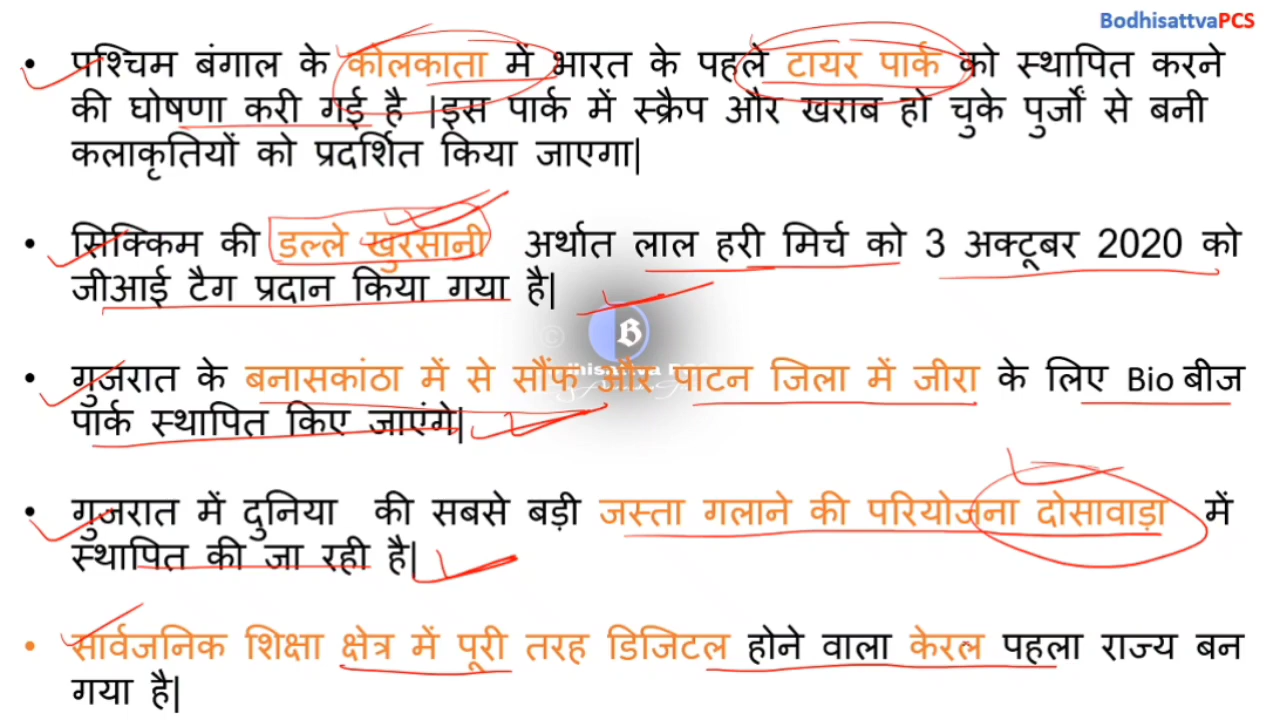 BodhisattvaPCS
• पश्चिम बंगाल के कोलकाता में भारत के पहले टायर पार्क को स्थापित करने
की घोषणा करी गई है |इस पार्क में स्क्रैप और खराब हो चुके पुर्जों से बनी
कलाकृतियों को प्रदर्शित किया जाएगा|
• सिक्किम की डल्ले खुरसानी अर्थात लाल हरी मिर्च को 3 अक्टूबर 2020 को
जीआई टैग प्रदान किया गया है|
• गुजरात के बनासकांठा में से सौंफ और पाटन जिला में जीरा के लिए Bio बीज
पार्क स्थापित किए जाएंगे|
• गुजरात में दुनिया की सबसे बड़ी जस्ता गलाने की परियोजना दोसावाड़ा में
स्थापित की जा रही है|
• सार्वजनिक शिक्षा क्षेत्र में पूरी तरह डिजिटल होने वाला केरल पहला राज्य बन
गया है|